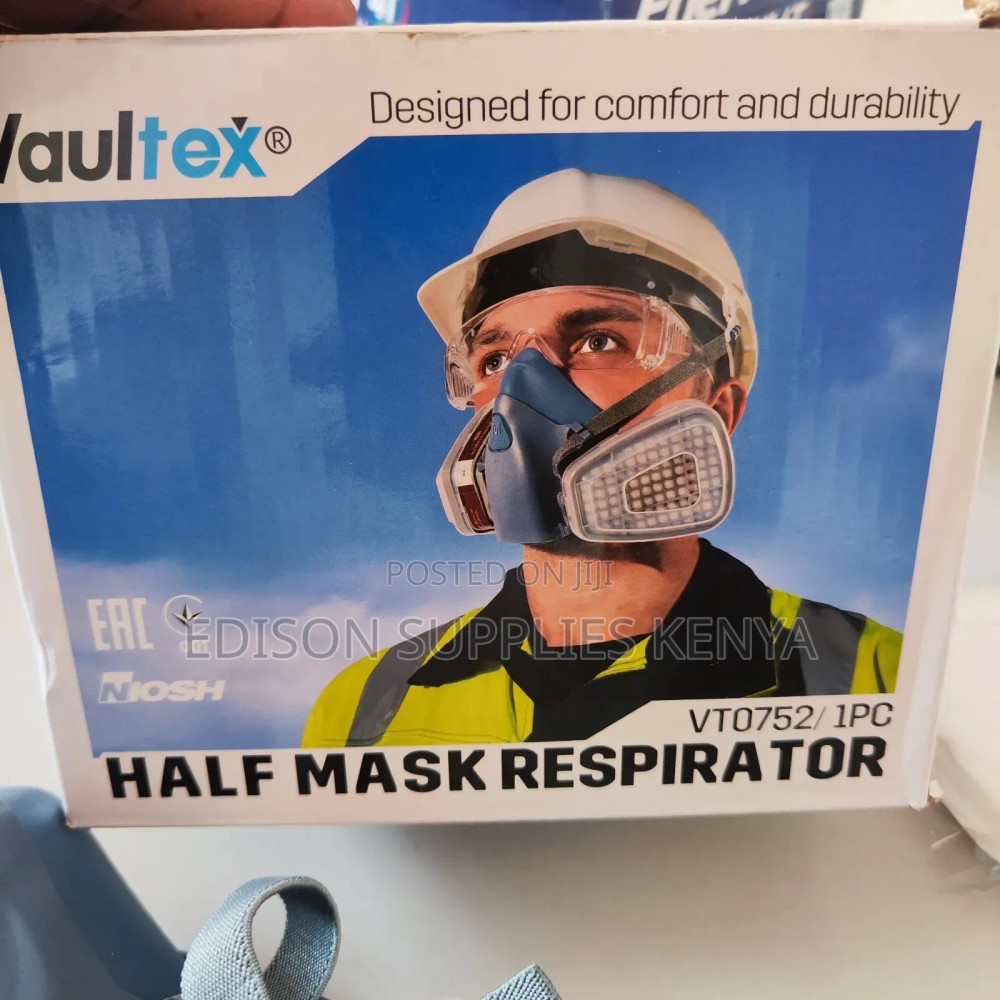 Vaultex®
Designed for comfort and durability
POSTED ON JIJI
EAC
EDISON SUPPLIES KENYA
NIOSH
VT0752/ 1PC
HALF MASK RESPIRATOR